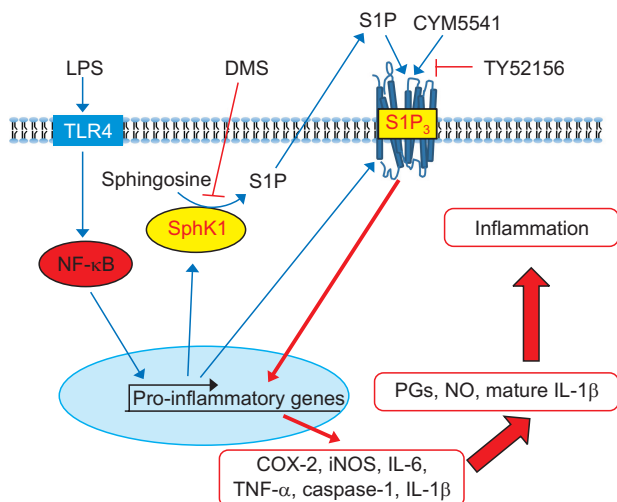 S1P
CYM5541
LPS
DMS
TY52156
TLR4
S1P₃
Sphingosine
S1P
SphK1
NF-κB
Inflammation
Pro-inflammatory genes
PGs, NO, mature IL-1β
COX-2, iNOS, IL-6,
TNF-α, caspase-1, IL-1β